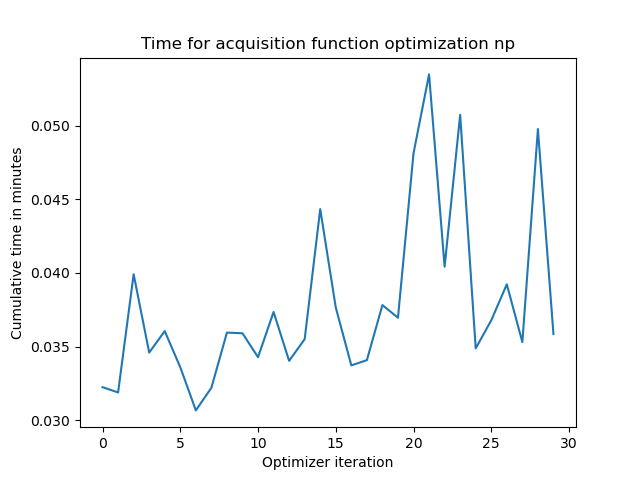 Time for acquisition function optimization np
Cumulative time in minutes
0.050
0.045
0.040
0.035
0.030
0 5 10 15 20 25 30
Optimizer iteration